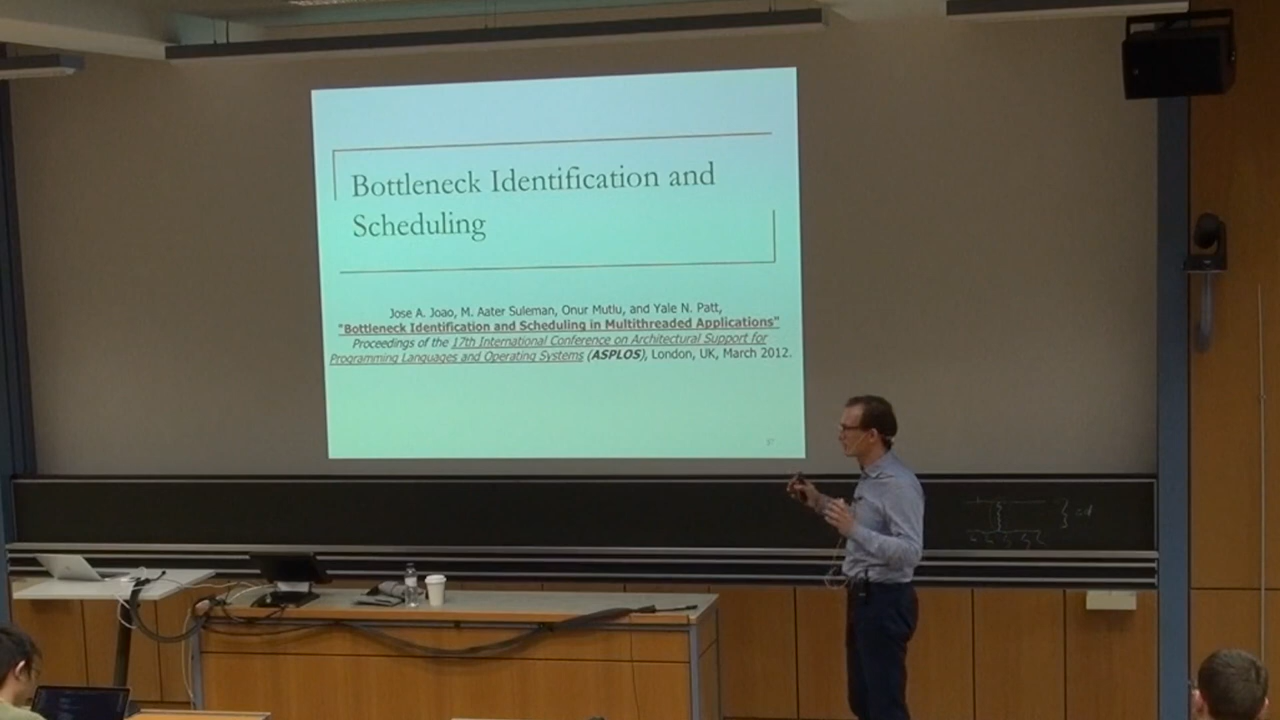 Bottleneck Identification and
Scheduling
Jose A. Joao, M. Aater Suleman, Onur Mutlu, and Yale N. Patt,
"Bottleneck Identification and Scheduling in Multithreaded Applications"
Proceedings of the 17th International Conference on Architectural Support for
Programming Languages and Operating Systems (ASPLOS), London, UK, March 2012.